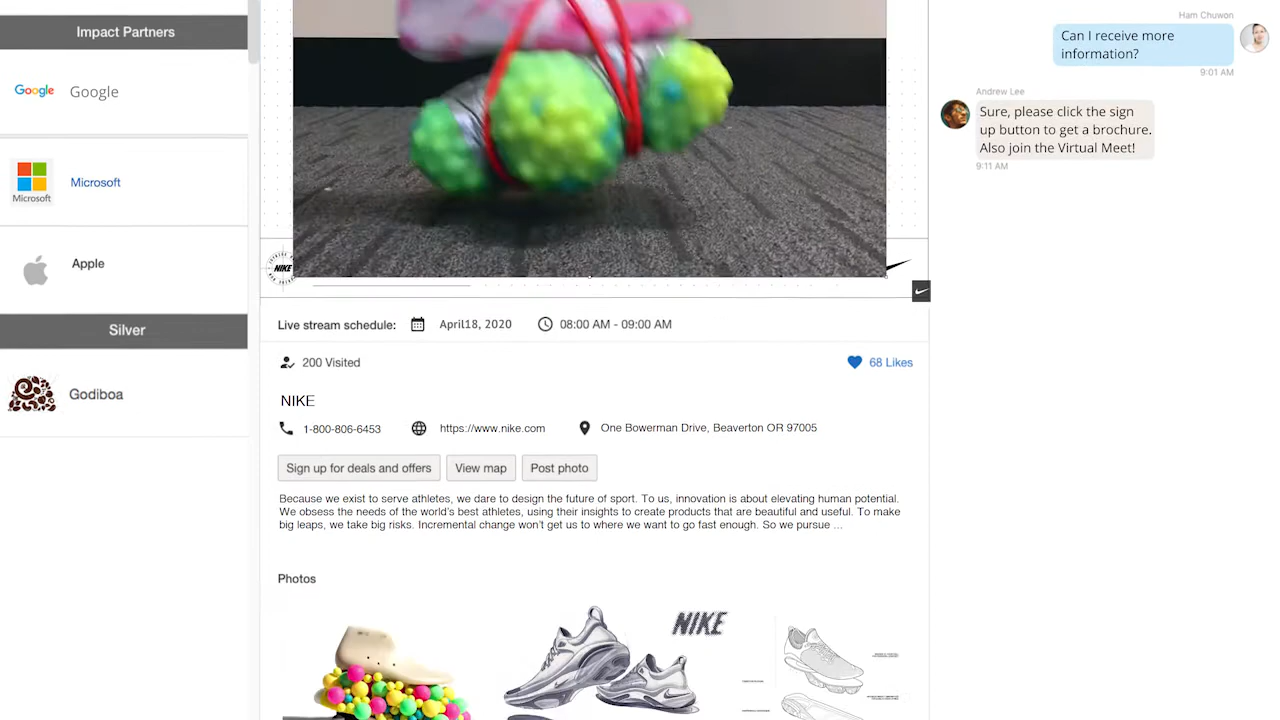 Impact Partners
Google
Google
Microsoft
Microsoft
Apple
Silver
Godiboa
NIKE
Live stream schedule:
April18, 2020
08:00 AM - 09:00 AM
200 Visited
68 Likes
NIKE
1-800-806-6453
https://www.nike.com
One Bowerman Drive, Beaverton OR 97005
Sign up for deals and offers
View map
Post photo
Because we exist to serve athletes, we dare to design the future of sport. To us, innovation is about elevating human potential.
We obsess the needs of the world's best athletes, using their insights to create products that are beautiful and useful. To make
big leaps, we take big risks. Incremental change won't get us to where we want to go fast enough. So we pursue ...
Photos
NIKE
Ham Chuwon
Can I receive more
information?
9:01 AM
Andrew Lee
Sure, please click the sign
up button to get a brochure.
Also join the Virtual Meet!
9:11 AM